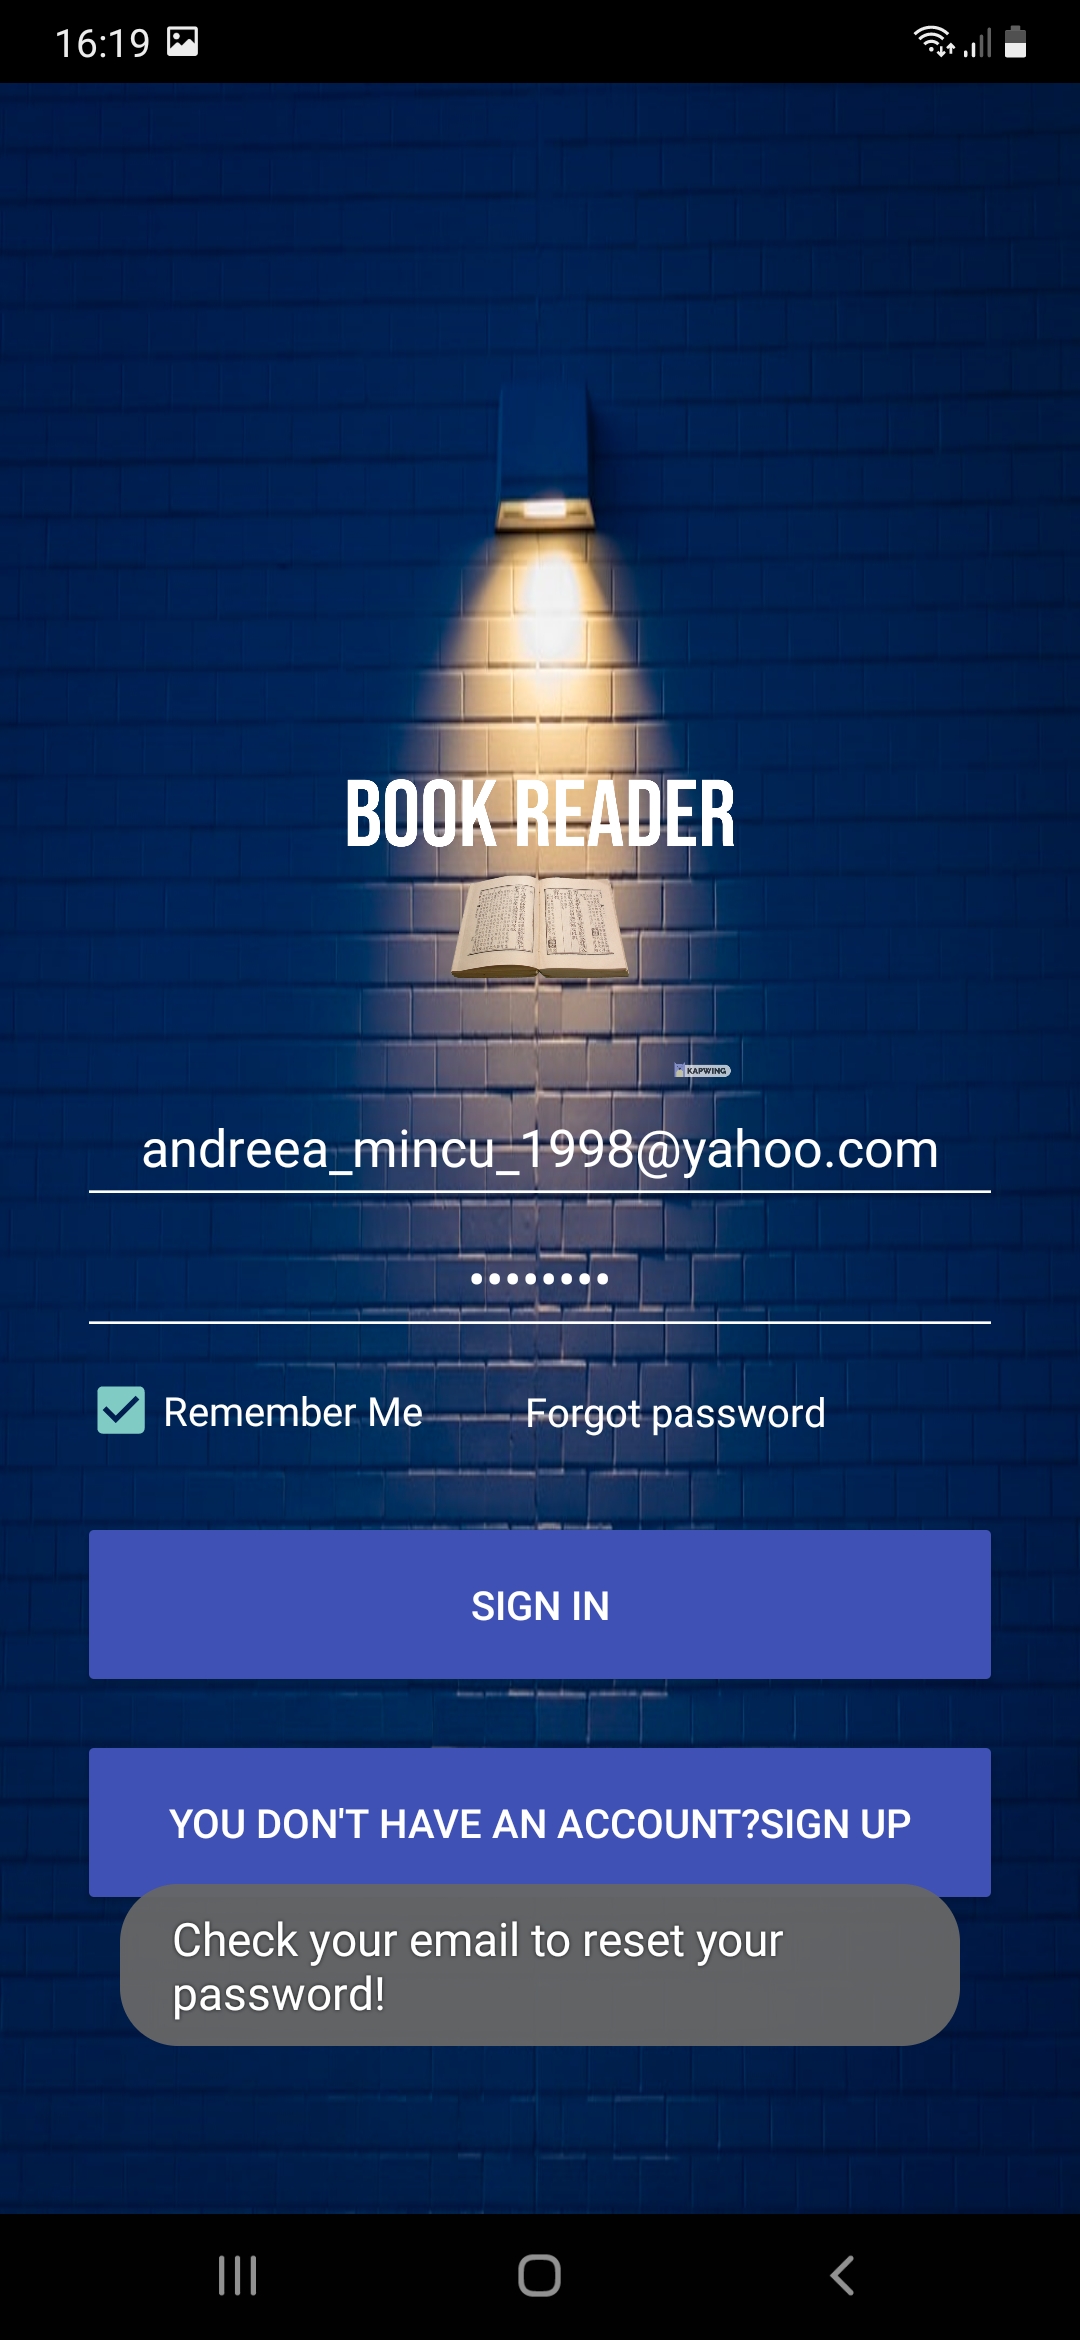 16:19
BOOK READER
KAPWING
andreea_mincu_1998@yahoo.com
••••••••
Remember Me Forgot password
SIGN IN
YOU DON'T HAVE AN ACCOUNT?SIGN UP
Check your email to reset your
password!